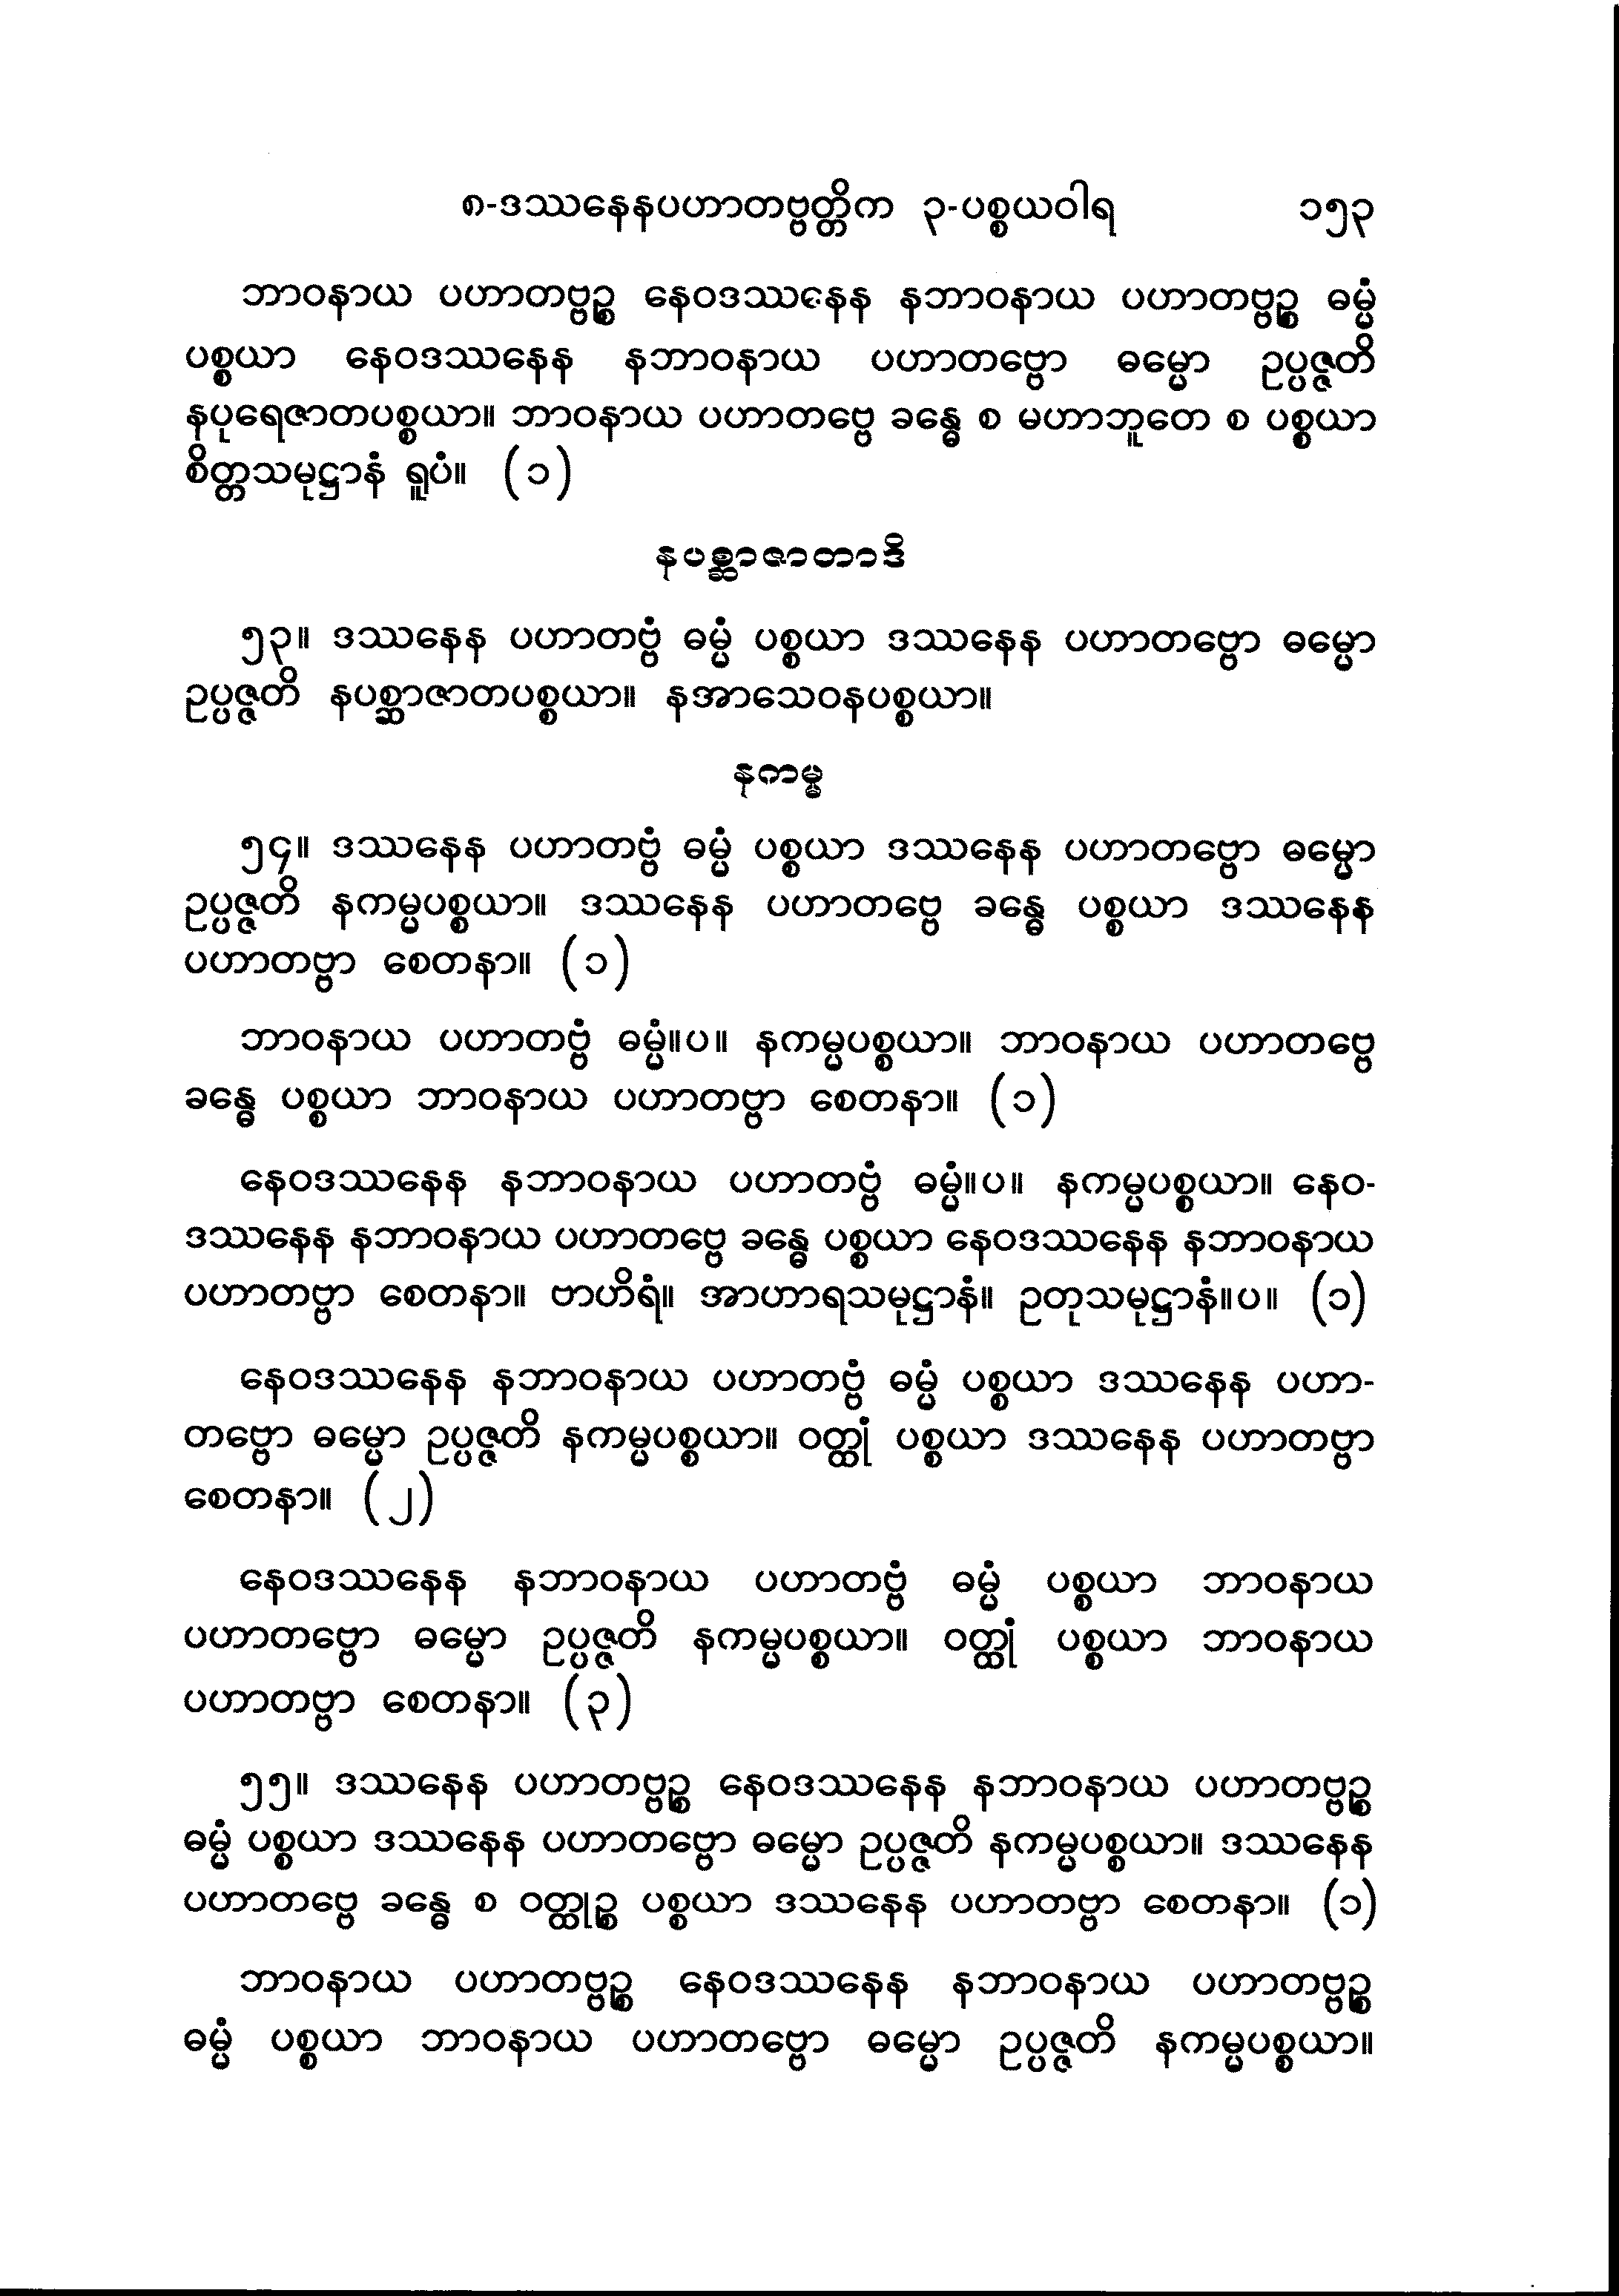 ၈-ဒဿနေနပဟာတဗ္ဗတ္တိက ၃-ပစ္စယဝါရ ၁၅၃
ဘာဝနာယ ပဟာတဗ္ဗဉ္စ နေဝဒဿနေန နဘာဝနာယ ပဟာတဗ္ဗဉ္စ ဓမ္မံ
ပစ္စယာ နေဝဒဿနေန နဘာဝနာယ ပဟာတဗ္ဗော ဓမ္မော ဥပ္ပဇ္ဇတိ
နပုရေဇာတပစ္စယာ။ ဘာဝနာယ ပဟာတဗ္ဗေ ခန္ဓေ စ မဟာဘူတေ စ ပစ္စယာ
စိတ္တသမုဋ္ဌာနံ ရူပံ။ (၁)
နပစ္ဆာဇာတာဒိ
၅၃။ ဒဿနေန ပဟာတဗ္ဗံ ဓမ္မံ ပစ္စယာ ဒဿနေန ပဟာတဗ္ဗော ဓမ္မော
ဥပ္ပဇ္ဇတိ နပစ္ဆာဇာတပစ္စယာ။ နအာသေဝနပစ္စယာ။
နကမ္မ
၅၄။ ဒဿနေန ပဟာတဗ္ဗံ ဓမ္မံ ပစ္စယာ ဒဿနေန ပဟာတဗ္ဗော ဓမ္မော
ဥပ္ပဇ္ဇတိ နကမ္မပစ္စယာ။ ဒဿနေန ပဟာတဗ္ဗေ ခန္ဓေ ပစ္စယာ ဒဿနေန
ပဟာတဗ္ဗာ စေတနာ။ (၁)
ဘာဝနာယ ပဟာတဗ္ဗံ ဓမ္မံ။ပ။ နကမ္မပစ္စယာ။ ဘာဝနာယ ပဟာတဗ္ဗေ
ခန္ဓေ ပစ္စယာ ဘာဝနာယ ပဟာတဗ္ဗာ စေတနာ။ (၁)
နေဝဒဿနေန နဘာဝနာယ ပဟာတဗ္ဗံ ဓမ္မံ။ပ။ နကမ္မပစ္စယာ။ နေဝ-
ဒဿနေန နဘာဝနာယ ပဟာတဗ္ဗေ ခန္ဓေ ပစ္စယာ နေဝဒဿနေန နဘာဝနာယ
ပဟာတဗ္ဗာ စေတနာ။ ဗာဟိရံ။ အာဟာရသမုဋ္ဌာနံ။ ဥတုသမုဋ္ဌာနံ။ပ။ (၁)
နေဝဒဿနေန နဘာဝနာယ ပဟာတဗ္ဗံ ဓမ္မံ ပစ္စယာ ဒဿနေန ပဟာ-
တဗ္ဗော ဓမ္မော ဥပ္ပဇ္ဇတိ နကမ္မပစ္စယာ။ ဝတ္ထုံ ပစ္စယာ ဒဿနေန ပဟာတဗ္ဗာ
စေတနာ။ (၂)
နေဝဒဿနေန နဘာဝနာယ ပဟာတဗ္ဗံ ဓမ္မံ ပစ္စယာ ဘာဝနာယ
ပဟာတဗ္ဗော ဓမ္မော ဥပ္ပဇ္ဇတိ နကမ္မပစ္စယာ။ ဝတ္ထုံ ပစ္စယာ ဘာဝနာယ
ပဟာတဗ္ဗာ စေတနာ။ (၃)
၅၅။ ဒဿနေန ပဟာတဗ္ဗဉ္စ နေဝဒဿနေန နဘာဝနာယ ပဟာတဗ္ဗဉ္စ
ဓမ္မံ ပစ္စယာ ဒဿနေန ပဟာတဗ္ဗော ဓမ္မော ဥပ္ပဇ္ဇတိ နကမ္မပစ္စယာ။ ဒဿနေန
ပဟာတဗ္ဗေ ခန္ဓေ စ ဝတ္ထုဉ္စ ပစ္စယာ ဒဿနေန ပဟာတဗ္ဗာ စေတနာ။ (၁)
ဘာဝနာယ ပဟာတဗ္ဗဉ္စ နေဝဒဿနေန နဘာဝနာယ ပဟာတဗ္ဗဉ္စ
ဓမ္မံ ပစ္စယာ ဘာဝနာယ ပဟာတဗ္ဗော ဓမ္မော ဥပ္ပဇ္ဇတိ နကမ္မပစ္စယာ။